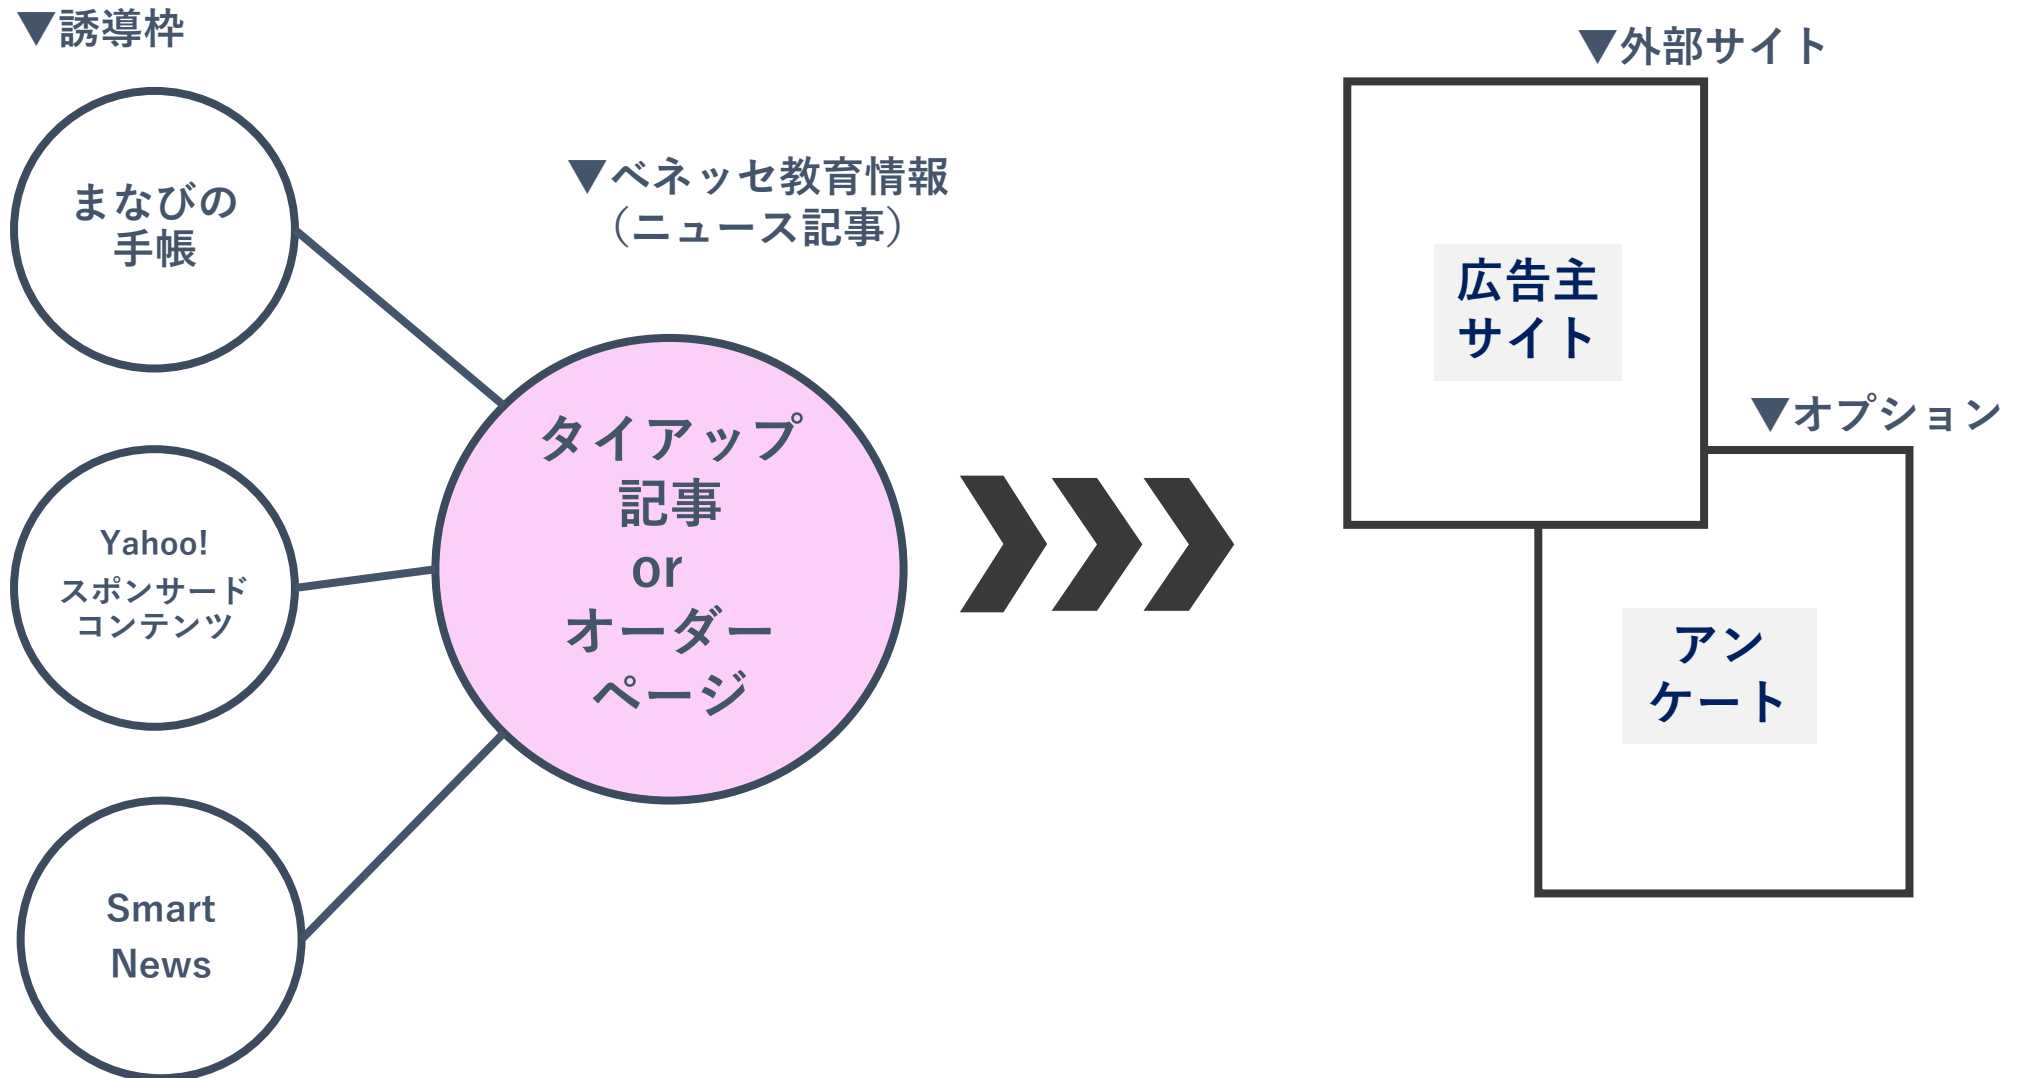 ▼誘導枠
まなびの
手帳
Yahoo!
スポンサード
コンテンツ
Smart
News
▼ベネッセ教育情報
（ニュース記事）
タイアップ
記事
or
オーダー
ページ
▼外部サイト
広告主
サイト
▼オプション
アン
ケート